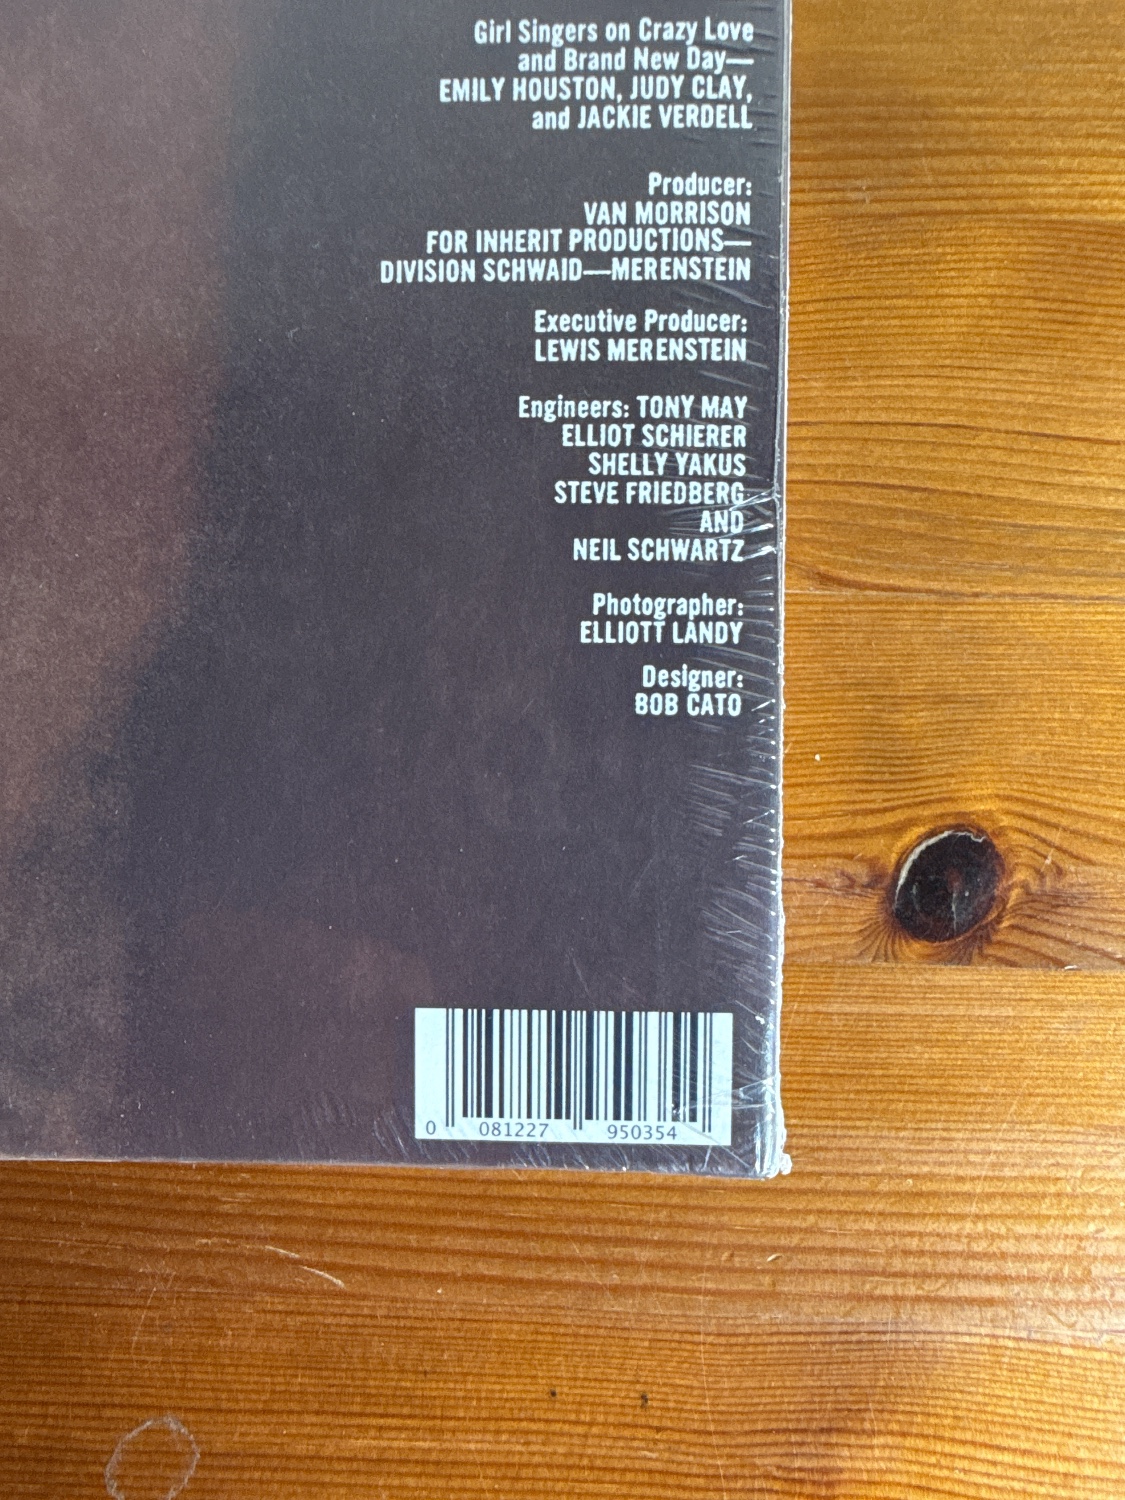 Girl Singers on Crazy Love
and Brand New Day—
EMILY HOUSTON, JUDY CLAY,
and JACKIE VERDELL
Producer:
VAN MORRISON
FOR INHERIT PRODUCTIONS—
DIVISION SCHWAID—MERENSTEIN
Executive Producer:
LEWIS MERENSTEIN
Engineers: TONY MAY
ELLIOT SCHIERER
SHELLY YAKUS
STEVE FRIEDBERG
AND
NEIL SCHWARTZ
Photographer:
ELLIOTT LANDY
Designer:
BOB CATO
0 081227 950354